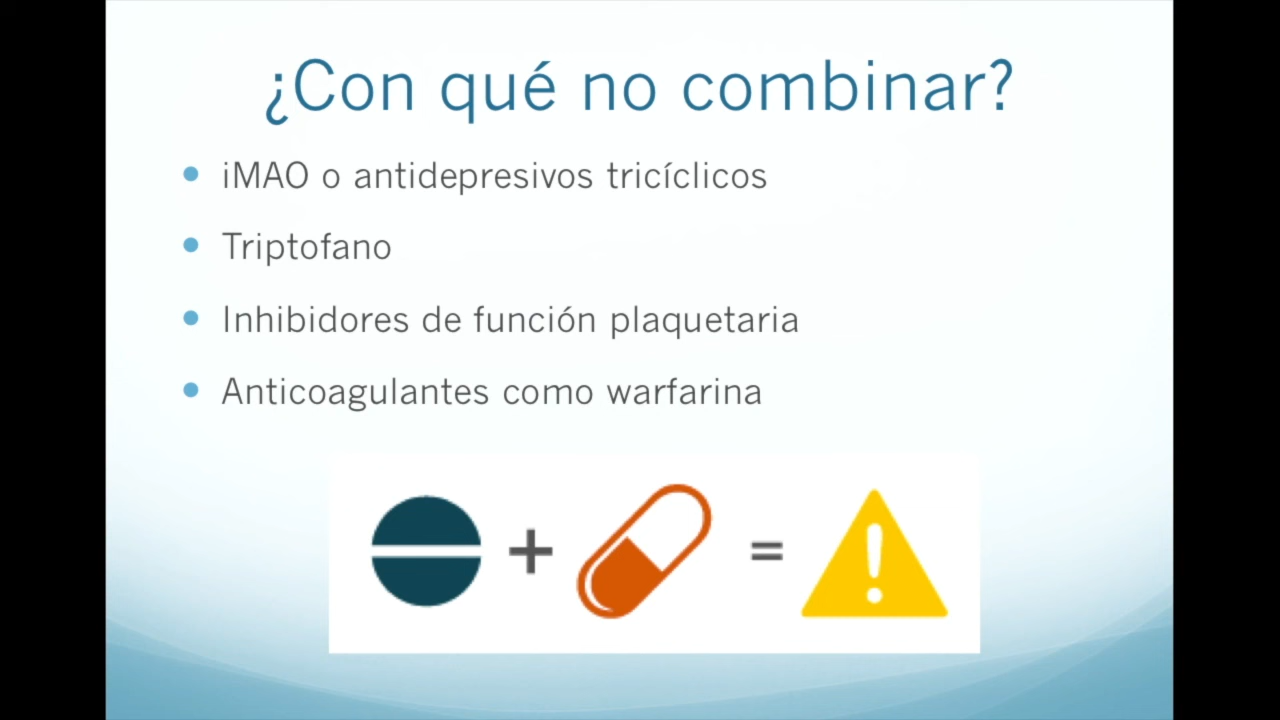 ¿Con qué no combinar?
iMAO o antidepresivos tricíclicos
Triptofano
Inhibidores de función plaquetaria
Anticoagulantes como warfarina